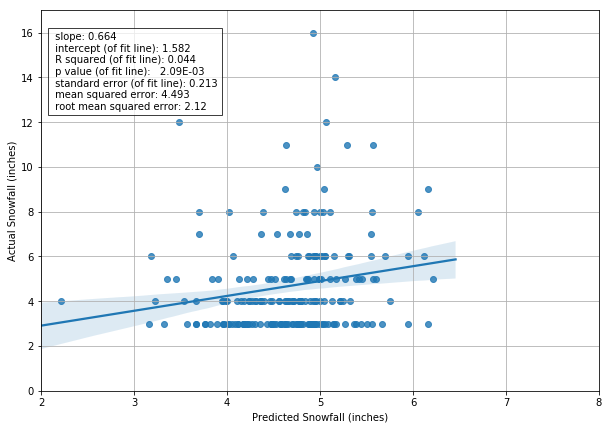 16
14
12
10
8
6
4
2
0
Actual Snowfall (inches)
slope: 0.664
intercept (of fit line): 1.582
R squared (of fit line): 0.044
p value (of fit line):   2.09E-03
standard error (of fit line): 0.213
mean squared error: 4.493
root mean squared error: 2.12
2 3 4 5 6 7 8
Predicted Snowfall (inches)